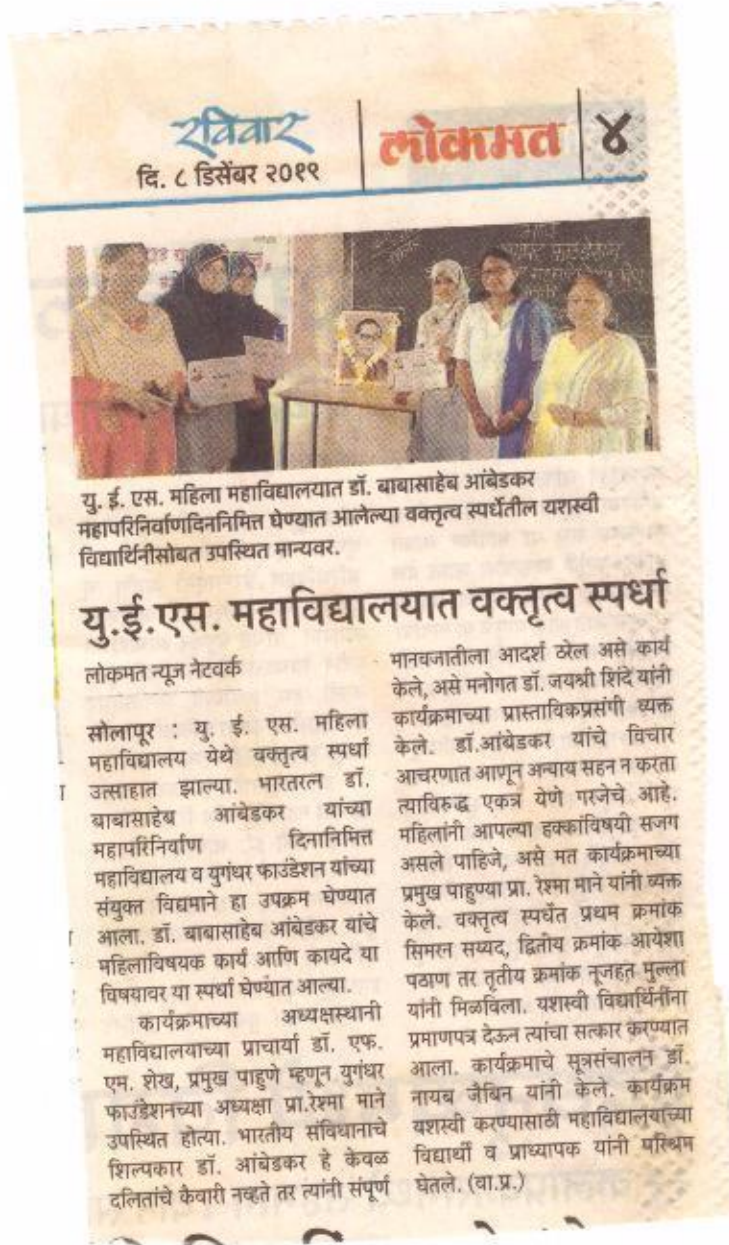 रविवार
दि. ८ डिसेंबर २०१९
लोकमत
४
यु. ई. एस. महिला महाविद्यालयात डॉ. बाबासाहेब आंबेडकर
महापरिनिर्वाणदिननिमित्त घेण्यात आलेल्या वक्तृत्व स्पर्धेतील यशस्वी
विद्यार्थिनीसोबत उपस्थित मान्यवर.
यु.ई.एस. महाविद्यालयात वक्तृत्व स्पर्धा
लोकमत न्यूज नेटवर्क
सोलापूर : यु. ई. एस. महिला
महाविद्यालय येथे वक्तृत्व स्पर्धा
उत्साहात झाल्या. भारतरत्न डॉ.
बाबासाहेब आंबेडकर यांच्या
महापरिनिर्वाण दिनानिमित्त
महाविद्यालय व युगंधर फाउंडेशन यांच्या
संयुक्त विद्यमाने हा उपक्रम घेण्यात
आला. डॉ. बाबासाहेब आंबेडकर यांचे
महिलाविषयक कार्य आणि कायदे या
विषयावर या स्पर्धा घेण्यात आल्या.
कार्यक्रमाच्या अध्यक्षस्थानी
महाविद्यालयाच्या प्राचार्या डॉ. एफ.
एम. शेख, प्रमुख पाहुणे म्हणून युगंधर
फाउंडेशनच्या अध्यक्षा प्रा.रेश्मा माने
उपस्थित होत्या. भारतीय संविधानाचे
शिल्पकार डॉ. आंबेडकर हे केवळ
दलितांचे कैवारी नव्हते तर त्यांनी संपूर्ण
मानवजातीला आदर्श ठरेल असे कार्य
केले, असे मनोगत डॉ. जयश्री शिंदे यांनी
कार्यक्रमाच्या प्रास्ताविकप्रसंगी व्यक्त
केले. डॉ.आंबेडकर यांचे विचार
आचरणात आणून अन्याय सहन न करता
त्याविरुद्ध एकत्र येणे गरजेचे आहे.
महिलांनी आपल्या हक्कांविषयी सजग
असले पाहिजे, असे मत कार्यक्रमाच्या
प्रमुख पाहुण्या प्रा. रेश्मा माने यांनी व्यक्त
केले. वक्तृत्व स्पर्धेत प्रथम क्रमांक
सिमरन सय्यद, द्वितीय क्रमांक आयेशा
पठाण तर तृतीय क्रमांक नूजहत मुल्ला
यांनी मिळविला. यशस्वी विद्यार्थिनींना
प्रमाणपत्र देऊन त्यांचा सत्कार करण्यात
आला. कार्यक्रमाचे सूत्रसंचालन डॉ.
नायब जैबिन यांनी केले. कार्यक्रम
यशस्वी करण्यासाठी महाविद्यालयाच्या
विद्यार्थी व प्राध्यापक यांनी परिश्रम
घेतले. (वा.प्र.)